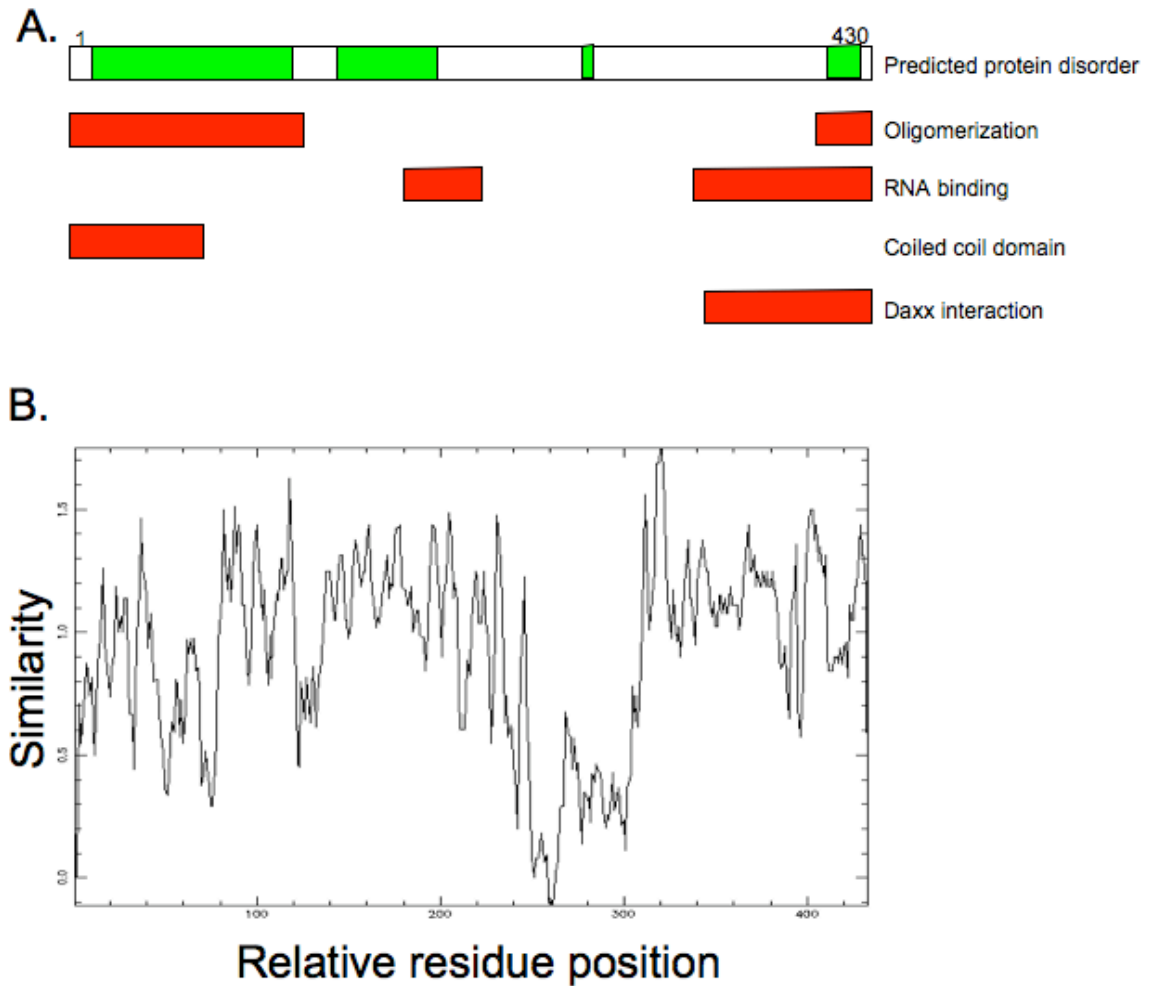 A.
1
430
Predicted protein disorder
Oligomerization
RNA binding
Coiled coil domain
Daxx interaction
B.
1.5
1.0
0.5
0.0
Similarity
100
200
300
400
Relative residue position